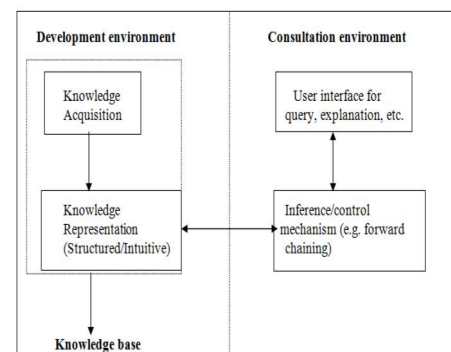 Development environment
Consultation environment
Knowledge
Acquisition
User interface for
query, explanation, etc.
Knowledge
Representation
(Structured/Intuitive)
Inference/control
mechanism (e.g. forward
chaining)
Knowledge base